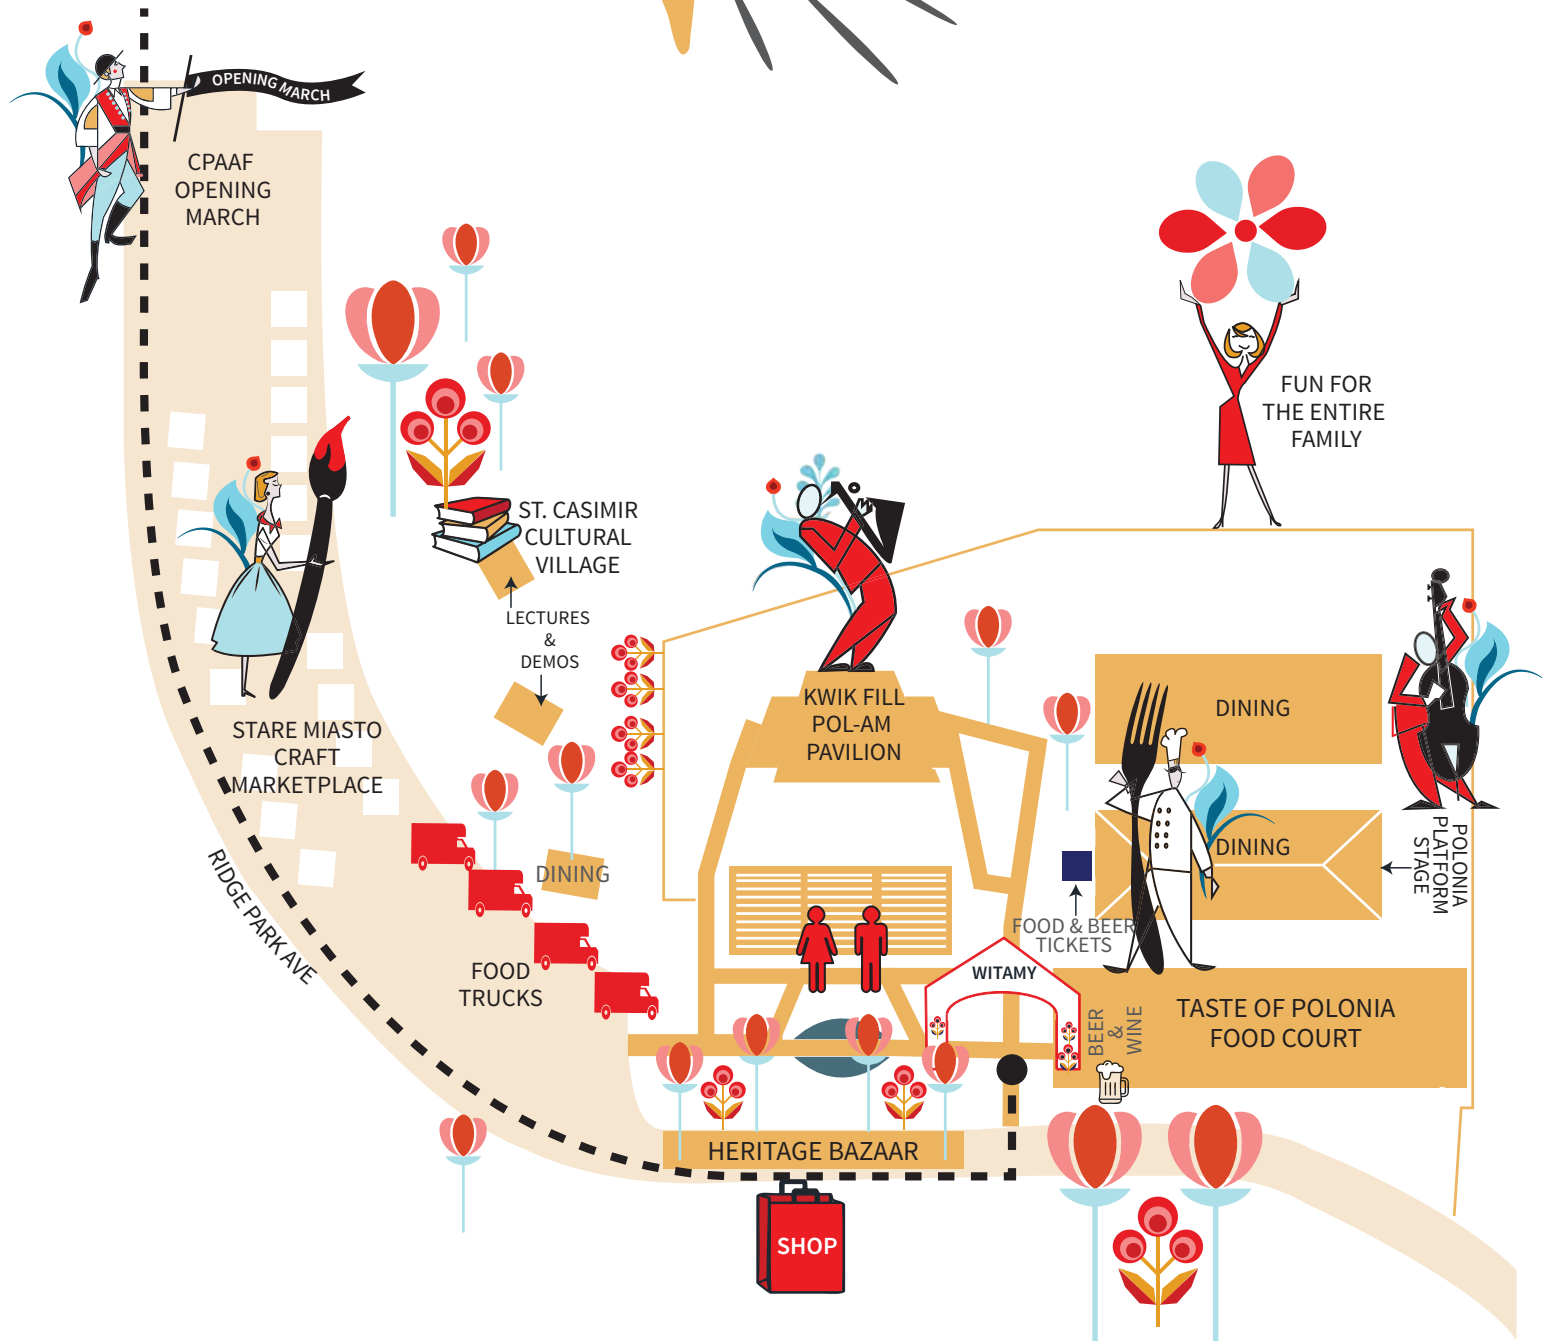 OPENING MARCH
CPAAF
OPENING
MARCH
FUN FOR
THE ENTIRE
FAMILY
ST. CASIMIR
CULTURAL
VILLAGE
LECTURES
&
DEMOS
KWIK FILL
POL-AM
PAVILION
DINING
STARE MIASTO
CRAFT
MARKETPLACE
DINING
POLONIA
PLATFORM
STAGE
RIDGE PARK AVE
DINING
FOOD & BEER
TICKETS
FOOD
TRUCKS
WITAMY
BEER
&
WINE
TASTE OF POLONIA
FOOD COURT
HERITAGE BAZAAR
SHOP